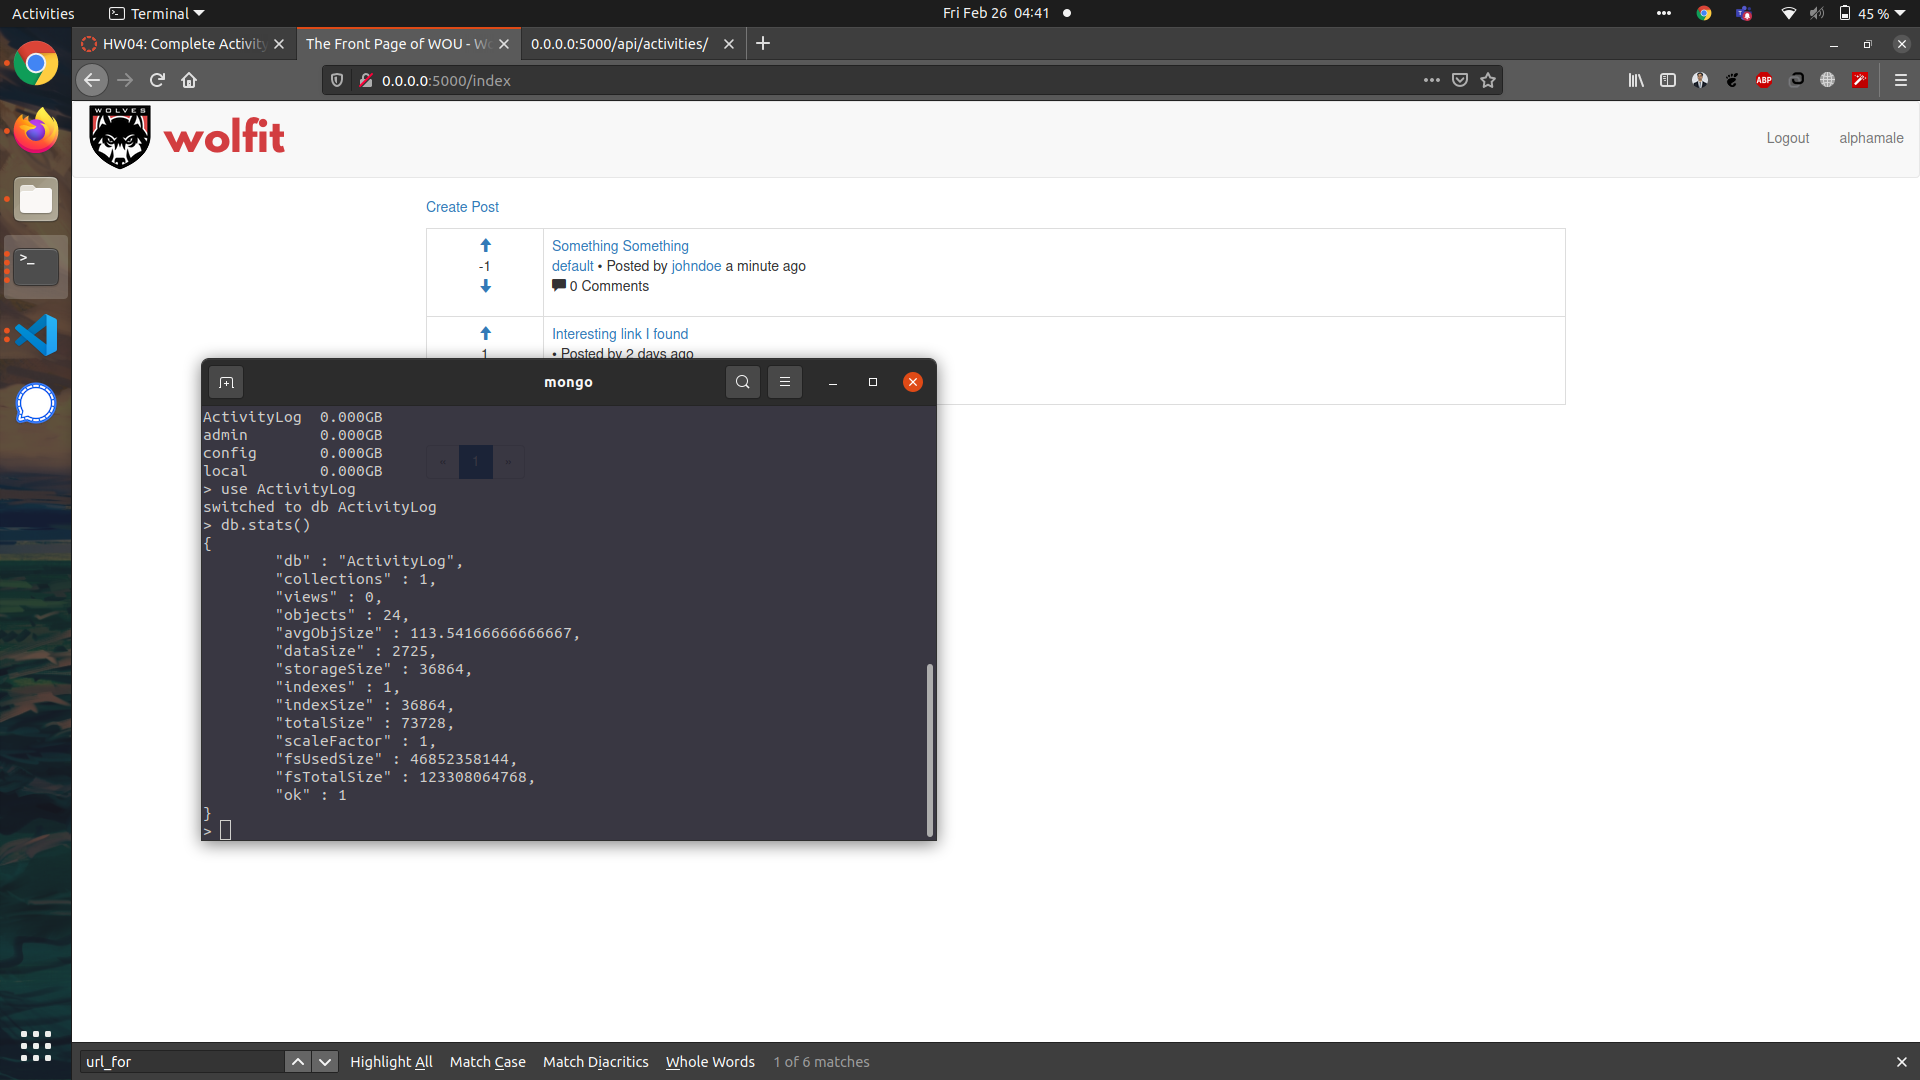 Activities
Terminal
Fri Feb 26 04:41
45 %
HW04: Complete Activity
The Front Page of WOU - W
0.0.0.0:5000/api/activities/
0.0.0.0:5000/index
ABP
WOLVES
wolfit
Logout
alphamale
Create Post
Something Something
-1
default • Posted by johndoe a minute ago
0 Comments
Interesting link I found
1
• Posted by 2 days ago
mongo
ActivityLog 0.000GB
admin 0.000GB
config 0.000GB
local 0.000GB
« 1 »
> use ActivityLog
switched to db ActivityLog
> db.stats()
{
"db" : "ActivityLog",
"collections" : 1,
"views" : 0,
"objects" : 24,
"avgObjSize" : 113.54166666666667,
"dataSize" : 2725,
"storageSize" : 36864,
"indexes" : 1,
"indexSize" : 36864,
"totalSize" : 73728,
"scaleFactor" : 1,
"fsUsedSize" : 46852358144,
"fsTotalSize" : 123308064768,
"ok" : 1
}
>
url_for
Highlight All
Match Case
Match Diacritics
Whole Words
1 of 6 matches